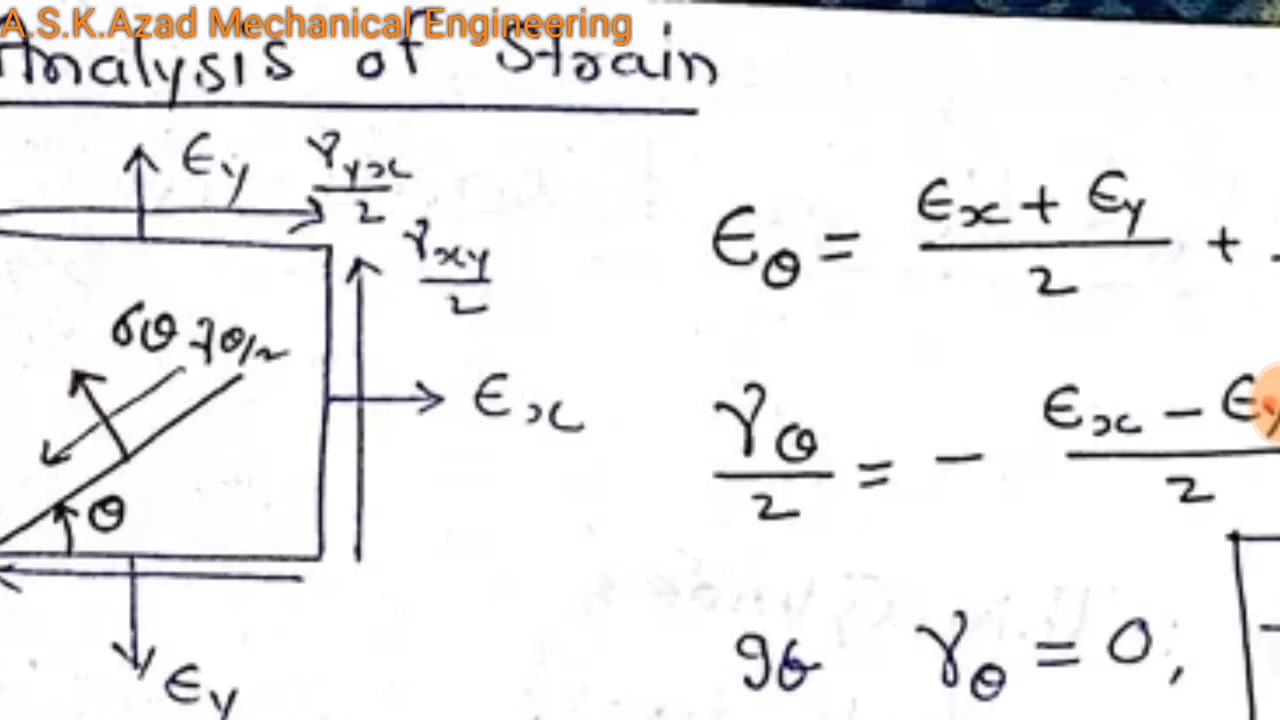 A.S.K.Azad Mechanical Engineering
Analysis of Strain
ϵy
γyx/2
γxy/2
ϵθ = (ϵx + ϵy)/2 +
σθ γθ/2
ϵx
γθ/2 = - (ϵx - ϵy)/2
θ
If γθ = 0,
ϵy